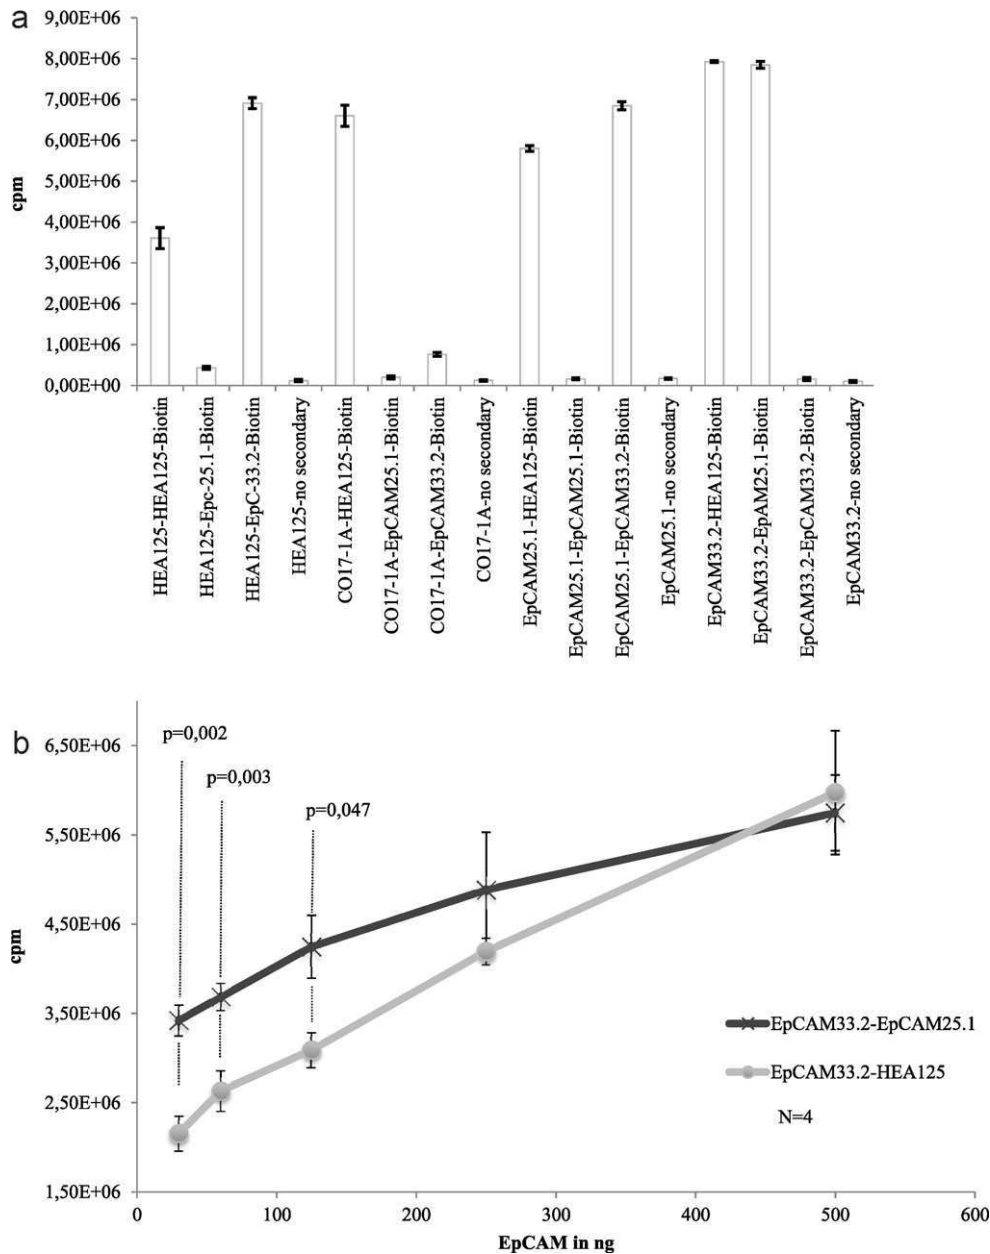 a
9,00E+06
8,00E+06
7,00E+06
6,00E+06
5,00E+06
4,00E+06
3,00E+06
2,00E+06
1,00E+06
0,00E+00
cpm
HEA125-HEA125-Biotin
HEA125-Epc-25.1-Biotin
HEA125-EpC-33.2-Biotin
HEA125-no secondary
CO17-1A-HEA125-Biotin
CO17-1A-EpCAM25.1-Biotin
CO17-1A-EpCAM33.2-Biotin
CO17-1A-no secondary
EpCAM25.1-HEA125-Biotin
EpCAM25.1-EpCAM25.1-Biotin
EpCAM25.1-EpCAM33.2-Biotin
EpCAM25.1-no secondary
EpCAM33.2-HEA125-Biotin
EpCAM33.2-EpAM25.1-Biotin
EpCAM33.2-EpCAM33.2-Biotin
EpCAM33.2-no secondary
b
6,50E+06
5,50E+06
4,50E+06
3,50E+06
2,50E+06
1,50E+06
cpm
p=0,002
p=0,003
p=0,047
EpCAM33.2-EpCAM25.1
EpCAM33.2-HEA125
N=4
0 100 200 300 400 500 600
EpCAM in ng